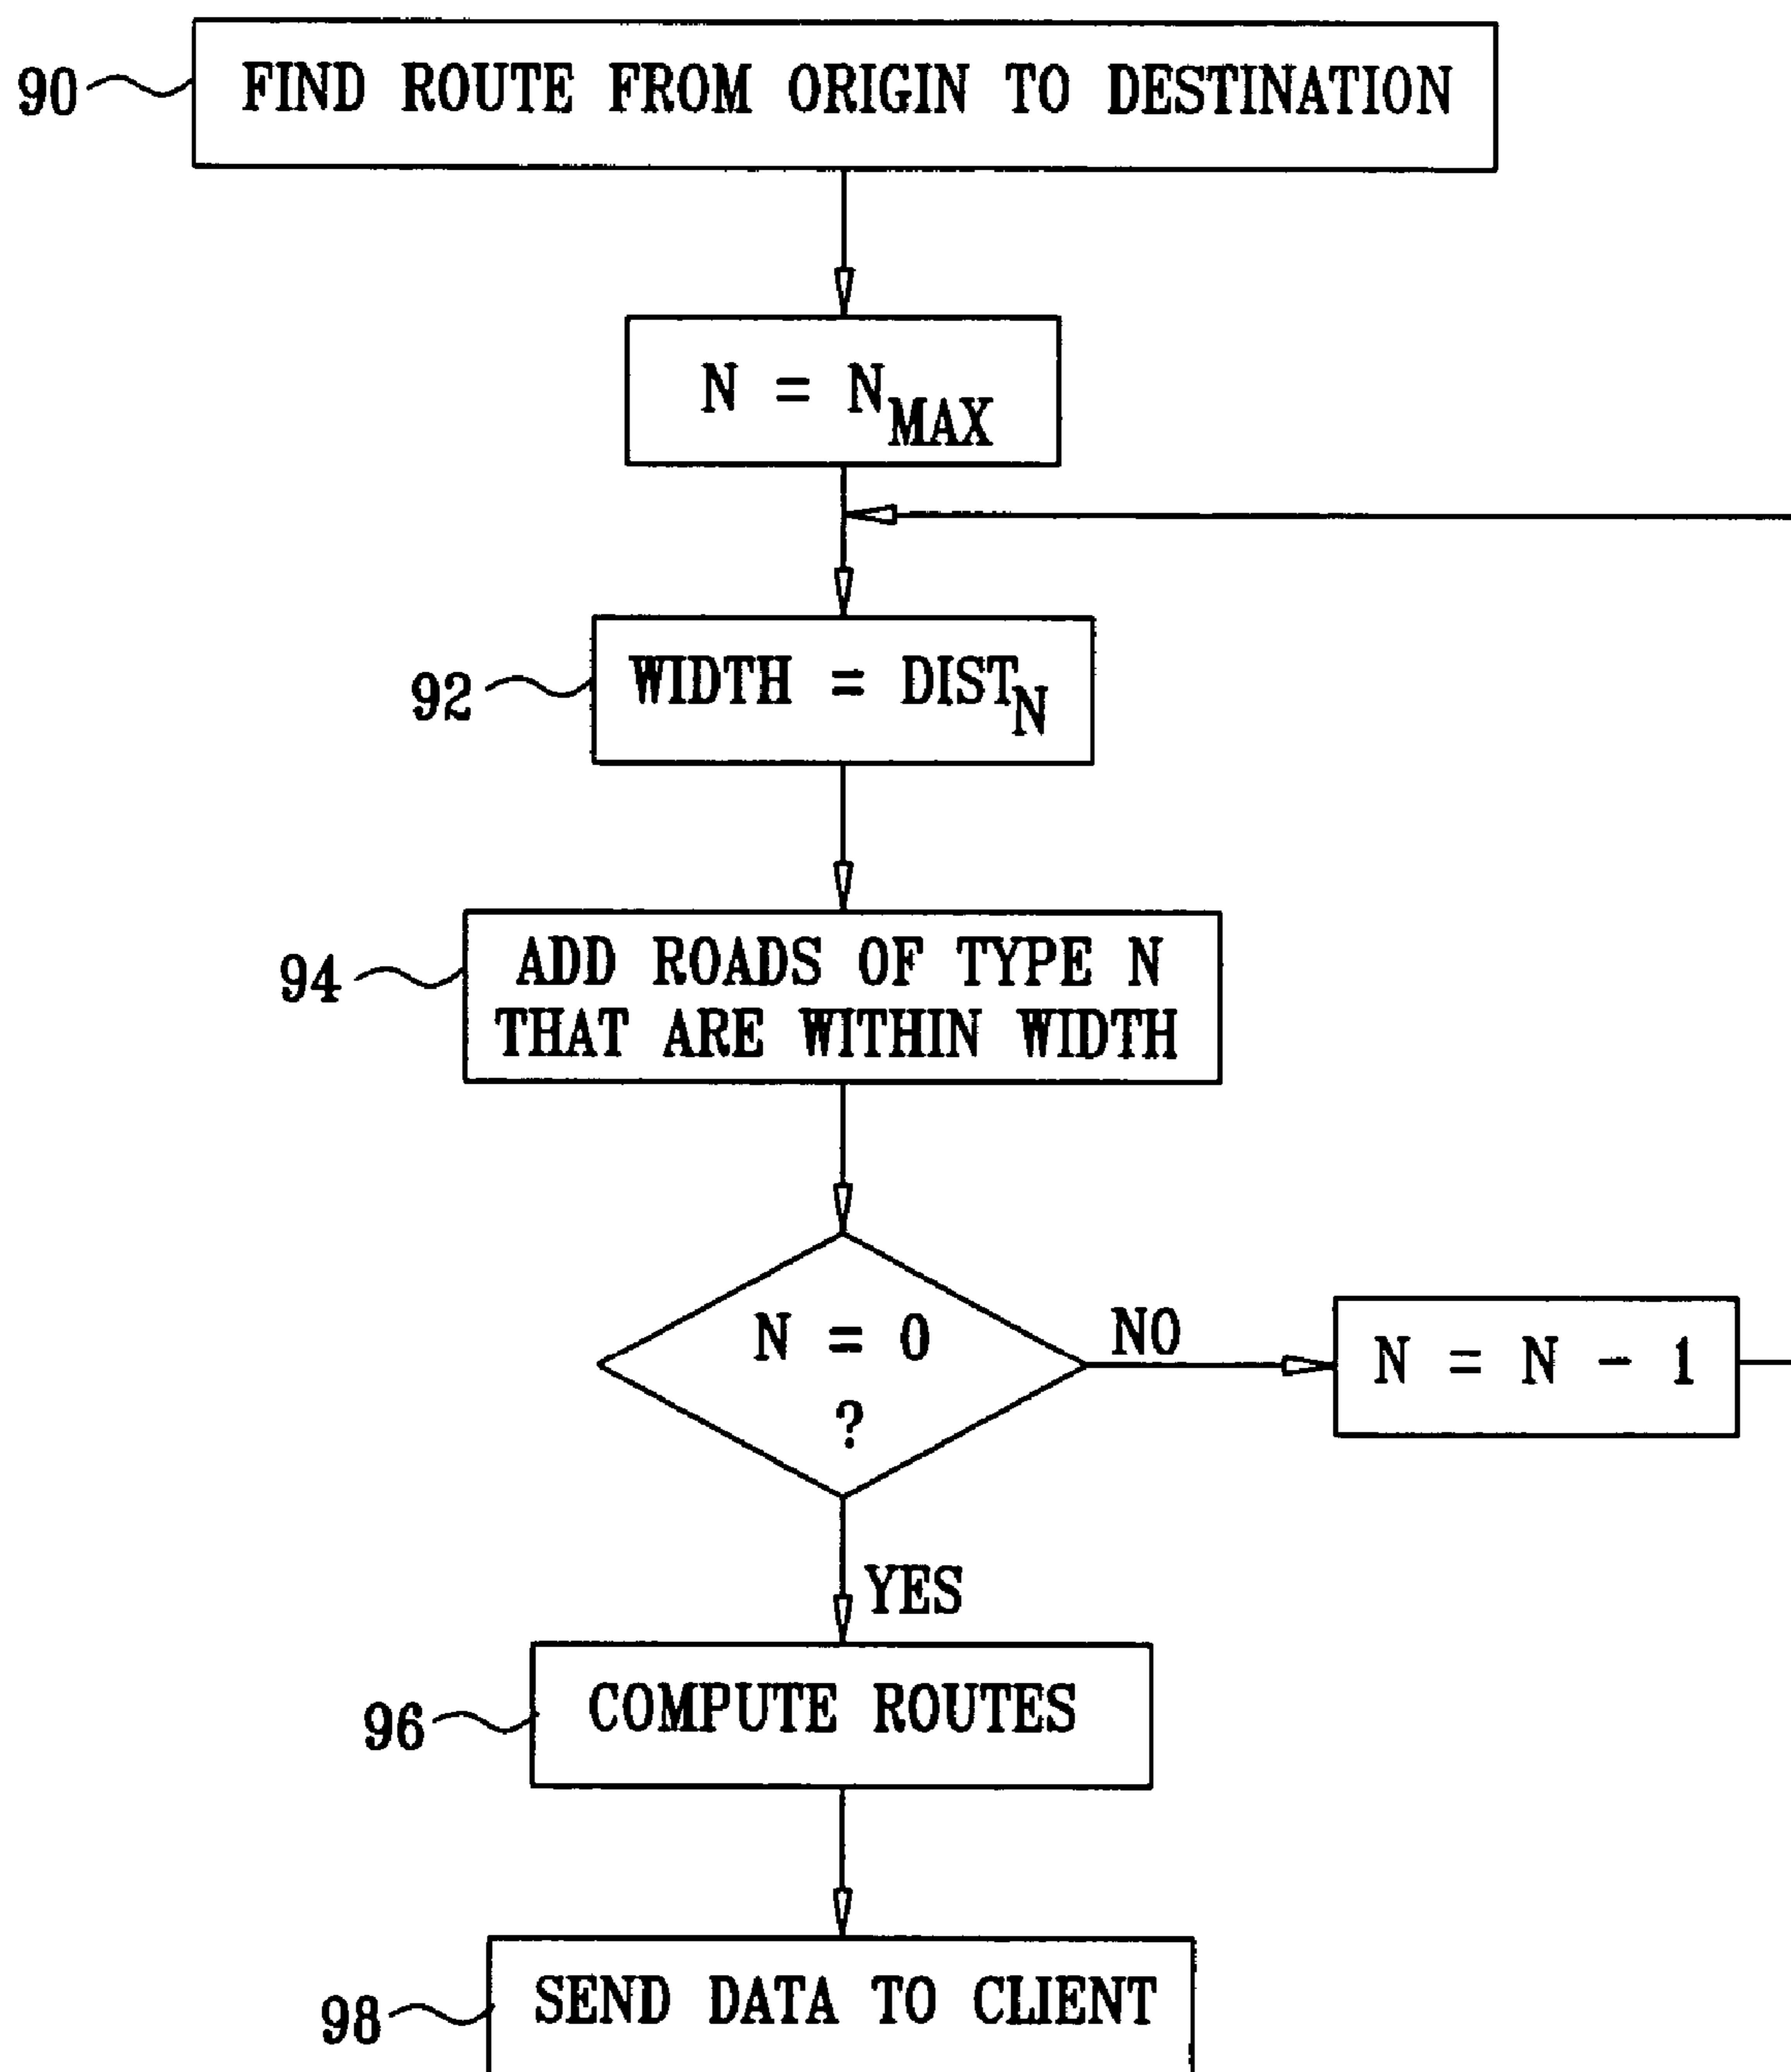 90 FIND ROUTE FROM ORIGIN TO DESTINATION
N = N_MAX
92 WIDTH = DIST_N
94 ADD ROADS OF TYPE N
THAT ARE WITHIN WIDTH
N = 0
?
NO
N = N - 1
YES
96 COMPUTE ROUTES
98 SEND DATA TO CLIENT